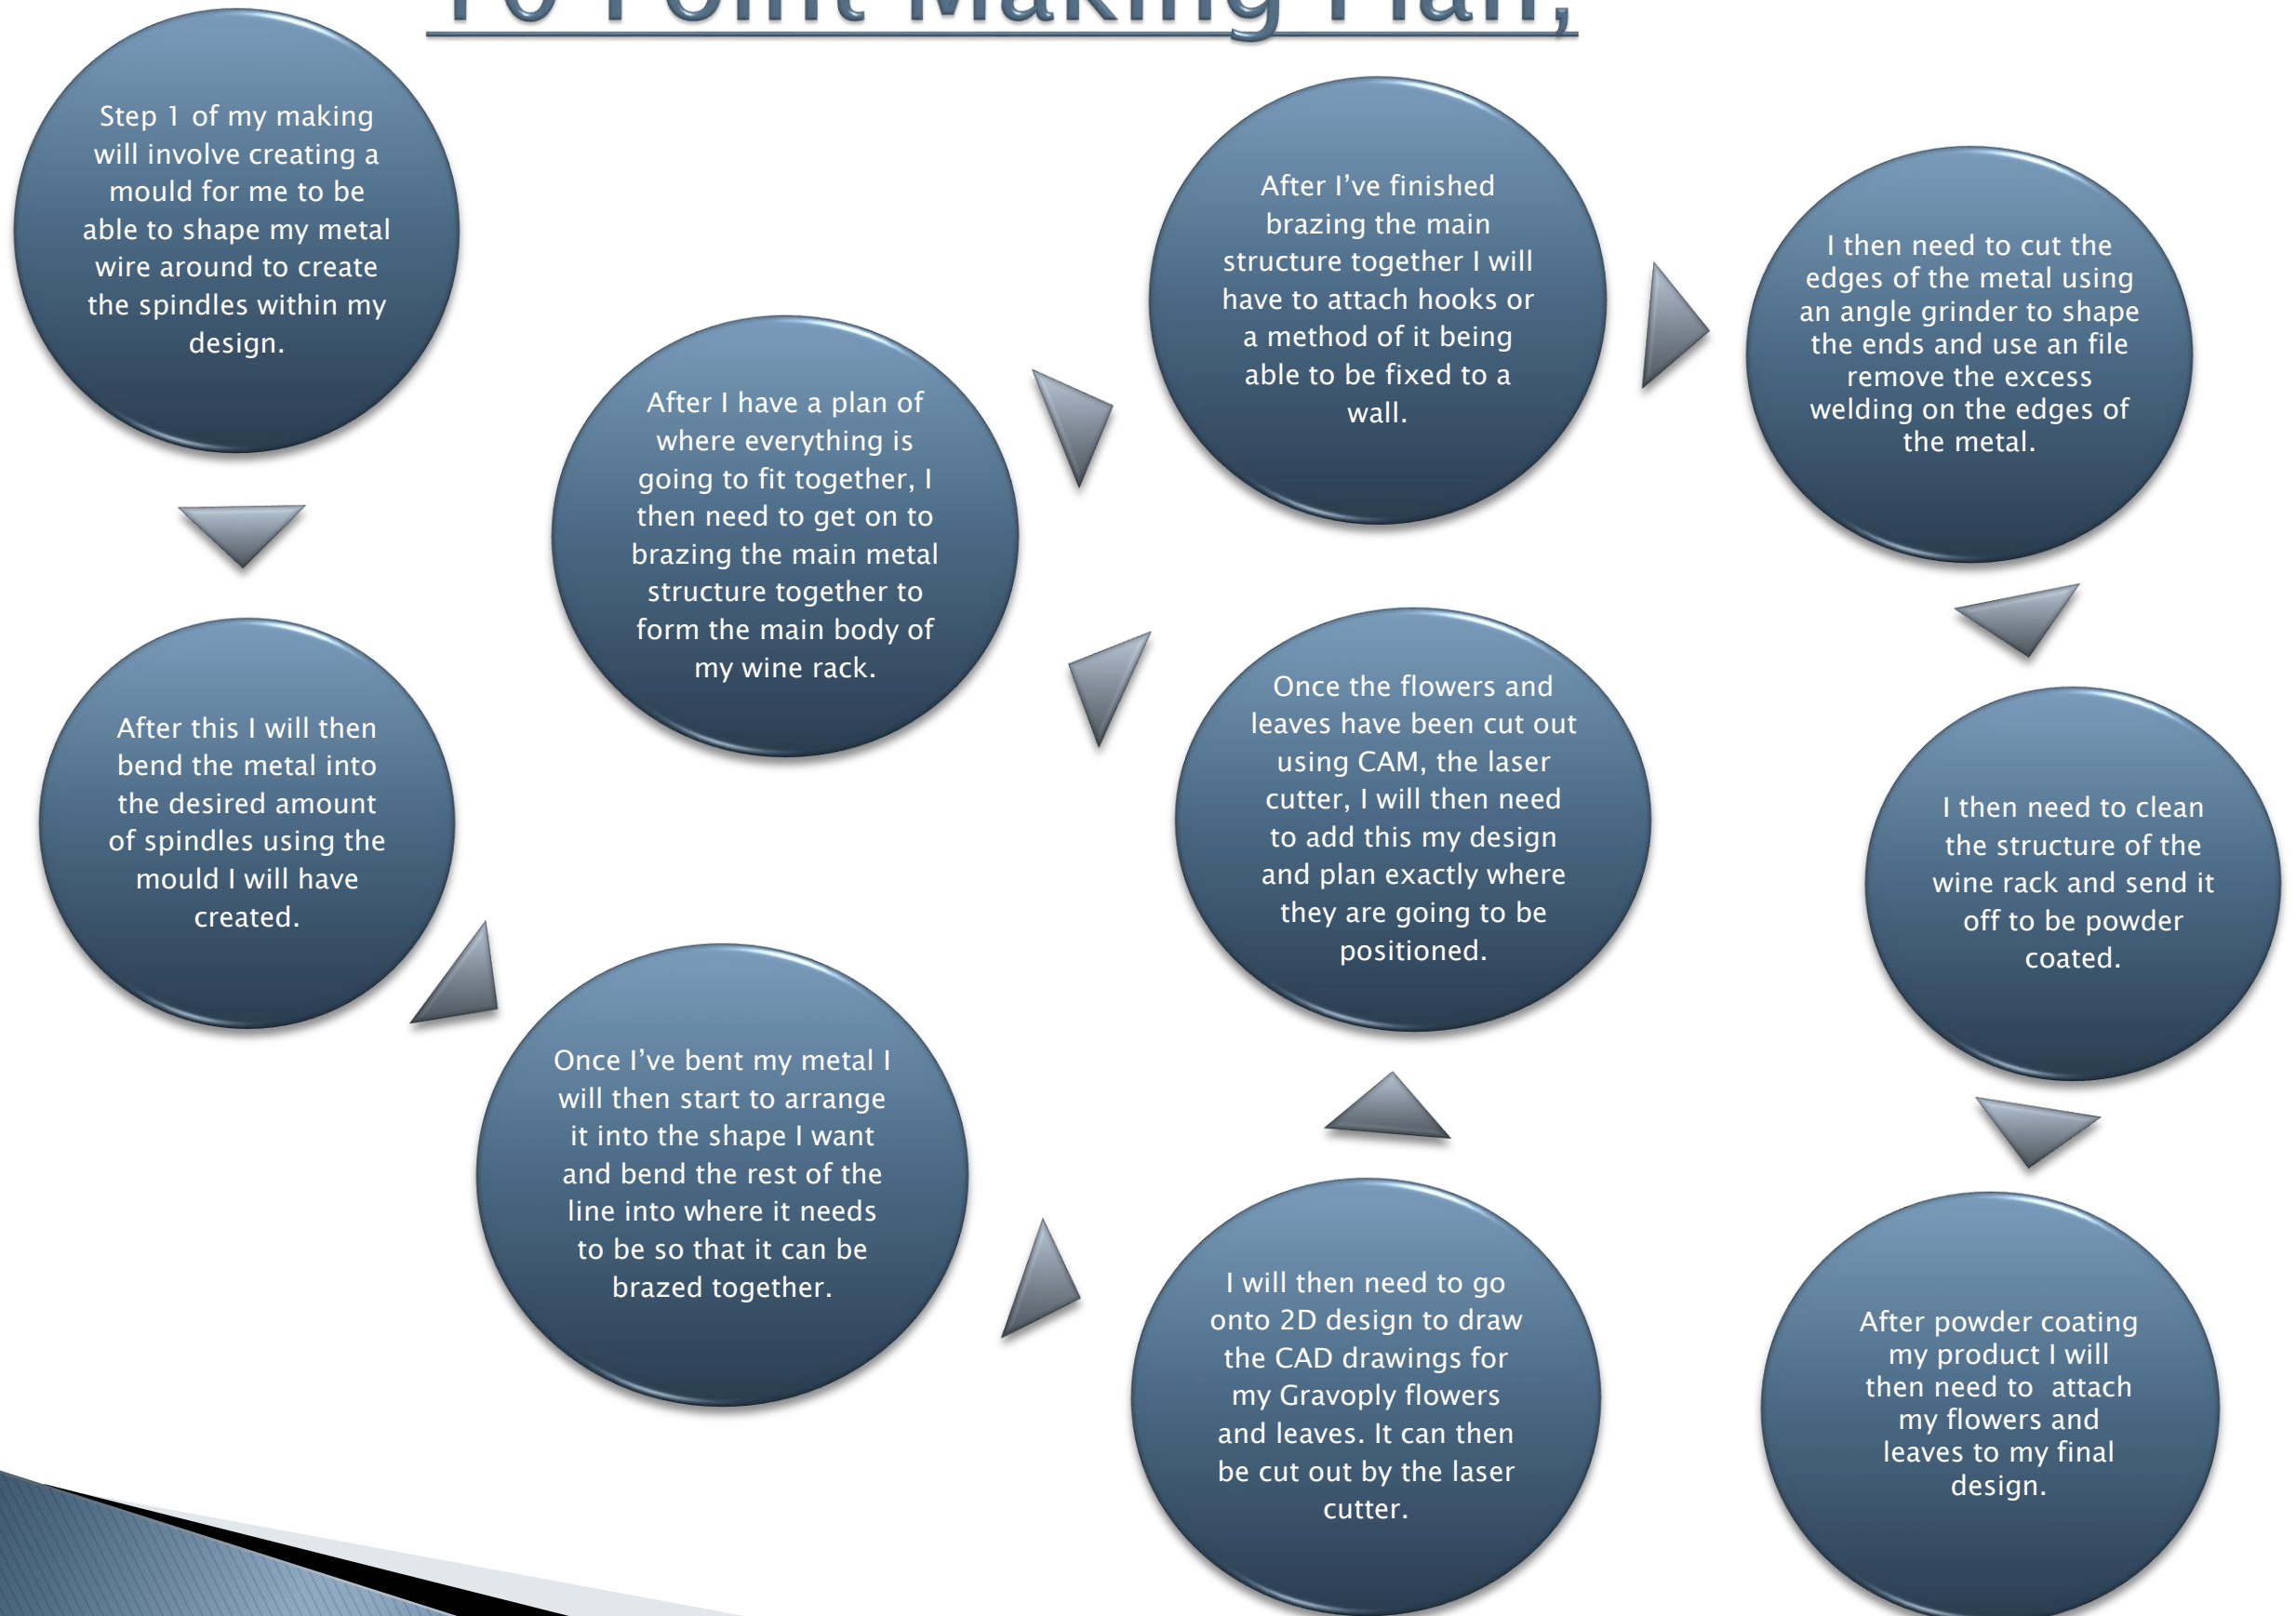 10 Point Making Plan;
Step 1 of my making
will involve creating a
mould for me to be
able to shape my metal
wire around to create
the spindles within my
design.
After this I will then
bend the metal into
the desired amount
of spindles using the
mould I will have
created.
Once I’ve bent my metal I
will then start to arrange
it into the shape I want
and bend the rest of the
line into where it needs
to be so that it can be
brazed together.
I will then need to go
onto 2D design to draw
the CAD drawings for
my Gravoply flowers
and leaves. It can then
be cut out by the laser
cutter.
Once the flowers and
leaves have been cut out
using CAM, the laser
cutter, I will then need
to add this my design
and plan exactly where
they are going to be
positioned.
After I have a plan of
where everything is
going to fit together, I
then need to get on to
brazing the main metal
structure together to
form the main body of
my wine rack.
After I’ve finished
brazing the main
structure together I will
have to attach hooks or
a method of it being
able to be fixed to a
wall.
I then need to cut the
edges of the metal using
an angle grinder to shape
the ends and use an file
remove the excess
welding on the edges of
the metal.
I then need to clean
the structure of the
wine rack and send it
off to be powder
coated.
After powder coating
my product I will
then need to  attach
my flowers and
leaves to my final
design.